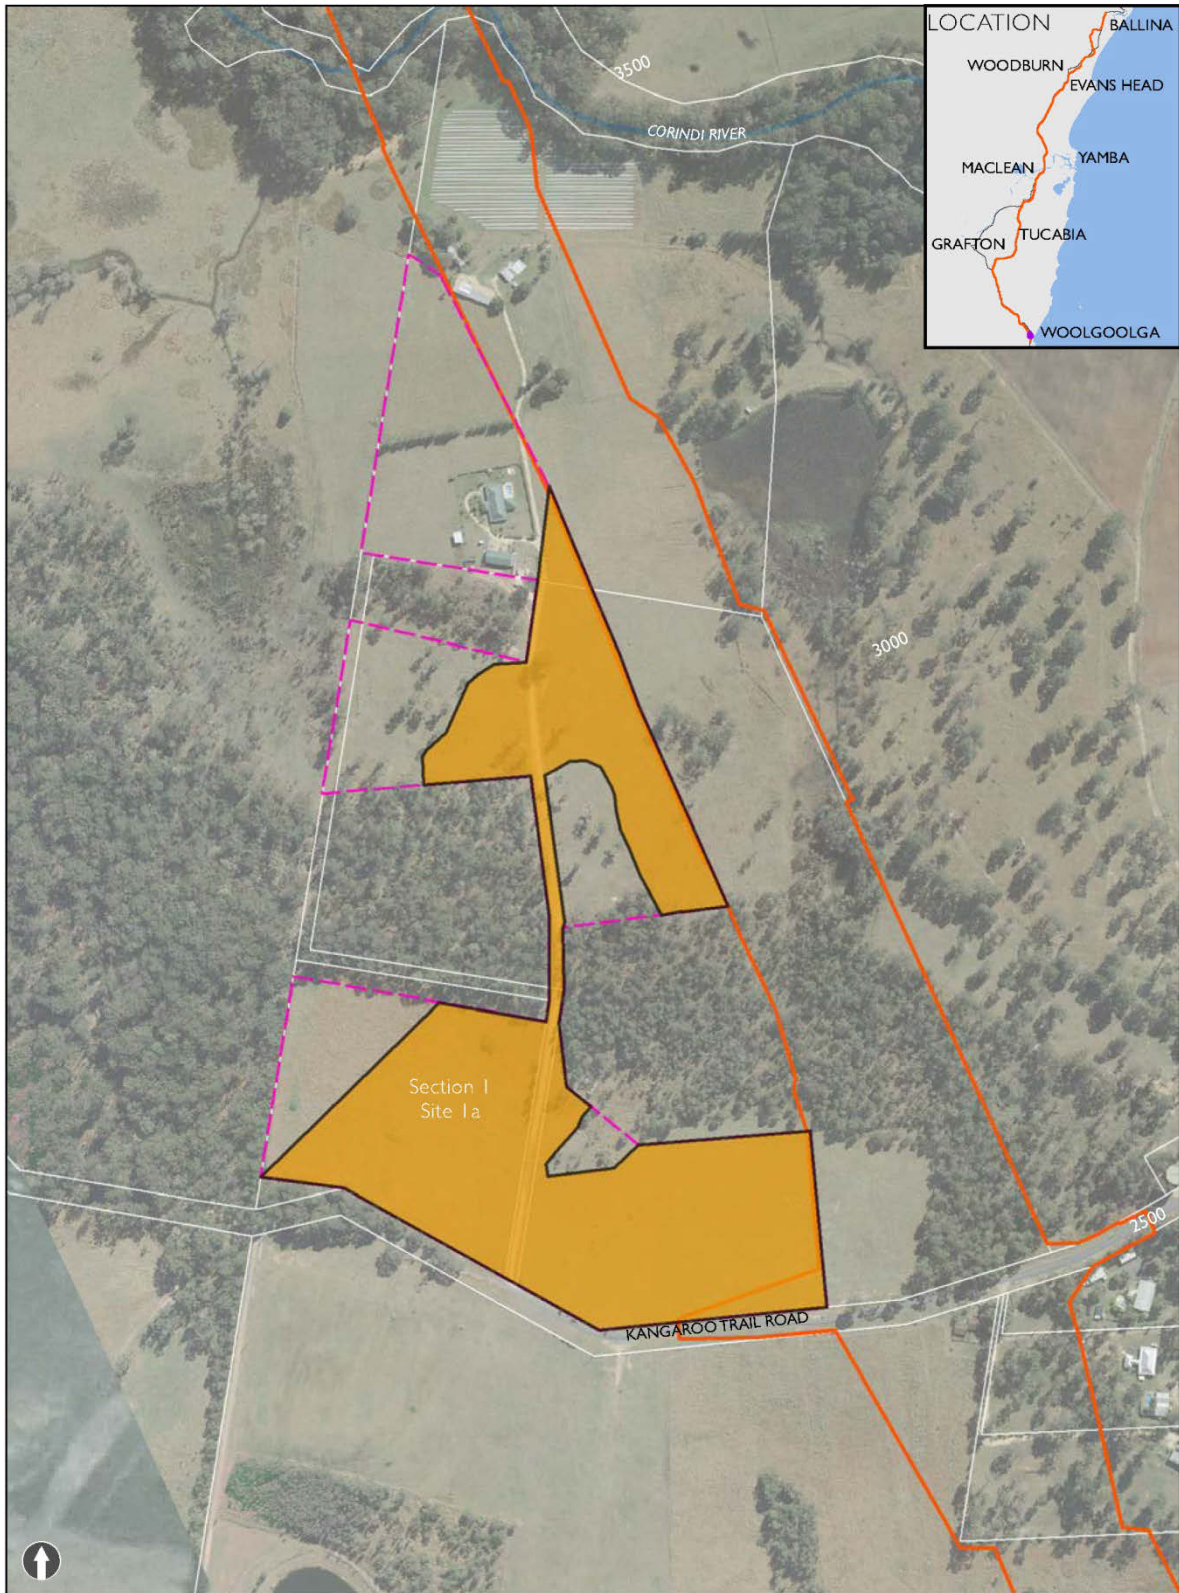 LOCATION
BALLINA
WOODBURN
EVANS HEAD
YAMBA
MACLEAN
TUCABIA
GRAFTON
WOOLGOOLGA
3500
CORINDI RIVER
3000
Section 1
Site 1a
2500
KANGAROO TRAIL ROAD